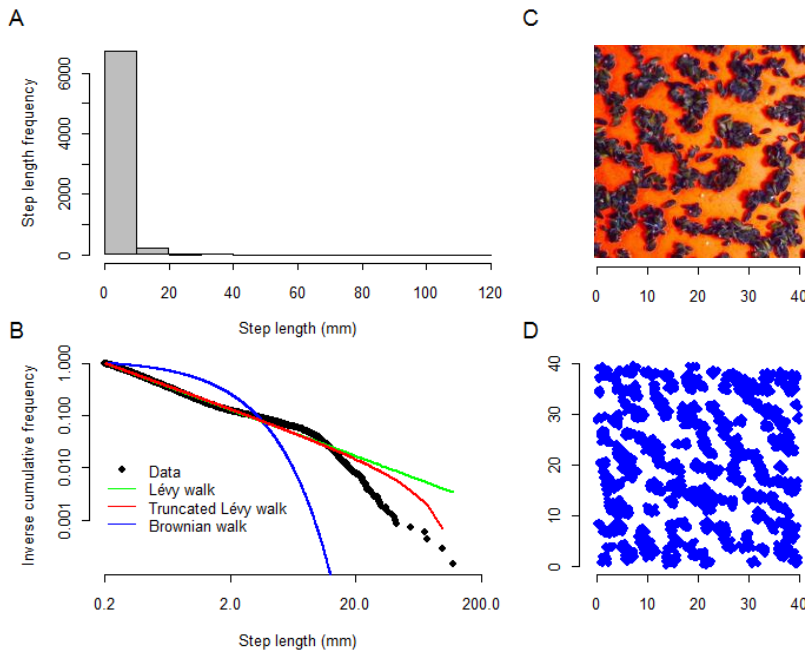 A
Step length frequency
6000
4000
2000
0
0 20 40 60 80 100 120
Step length (mm)
B
Inverse cumulative frequency
1.000
0.100
0.010
0.001
Data
Lévy walk
Truncated Lévy walk
Brownian walk
0.2 2.0 20.0 200.0
Step length (mm)
C
0 10 20 30 40
D
40
30
20
10
0
0 10 20 30 40